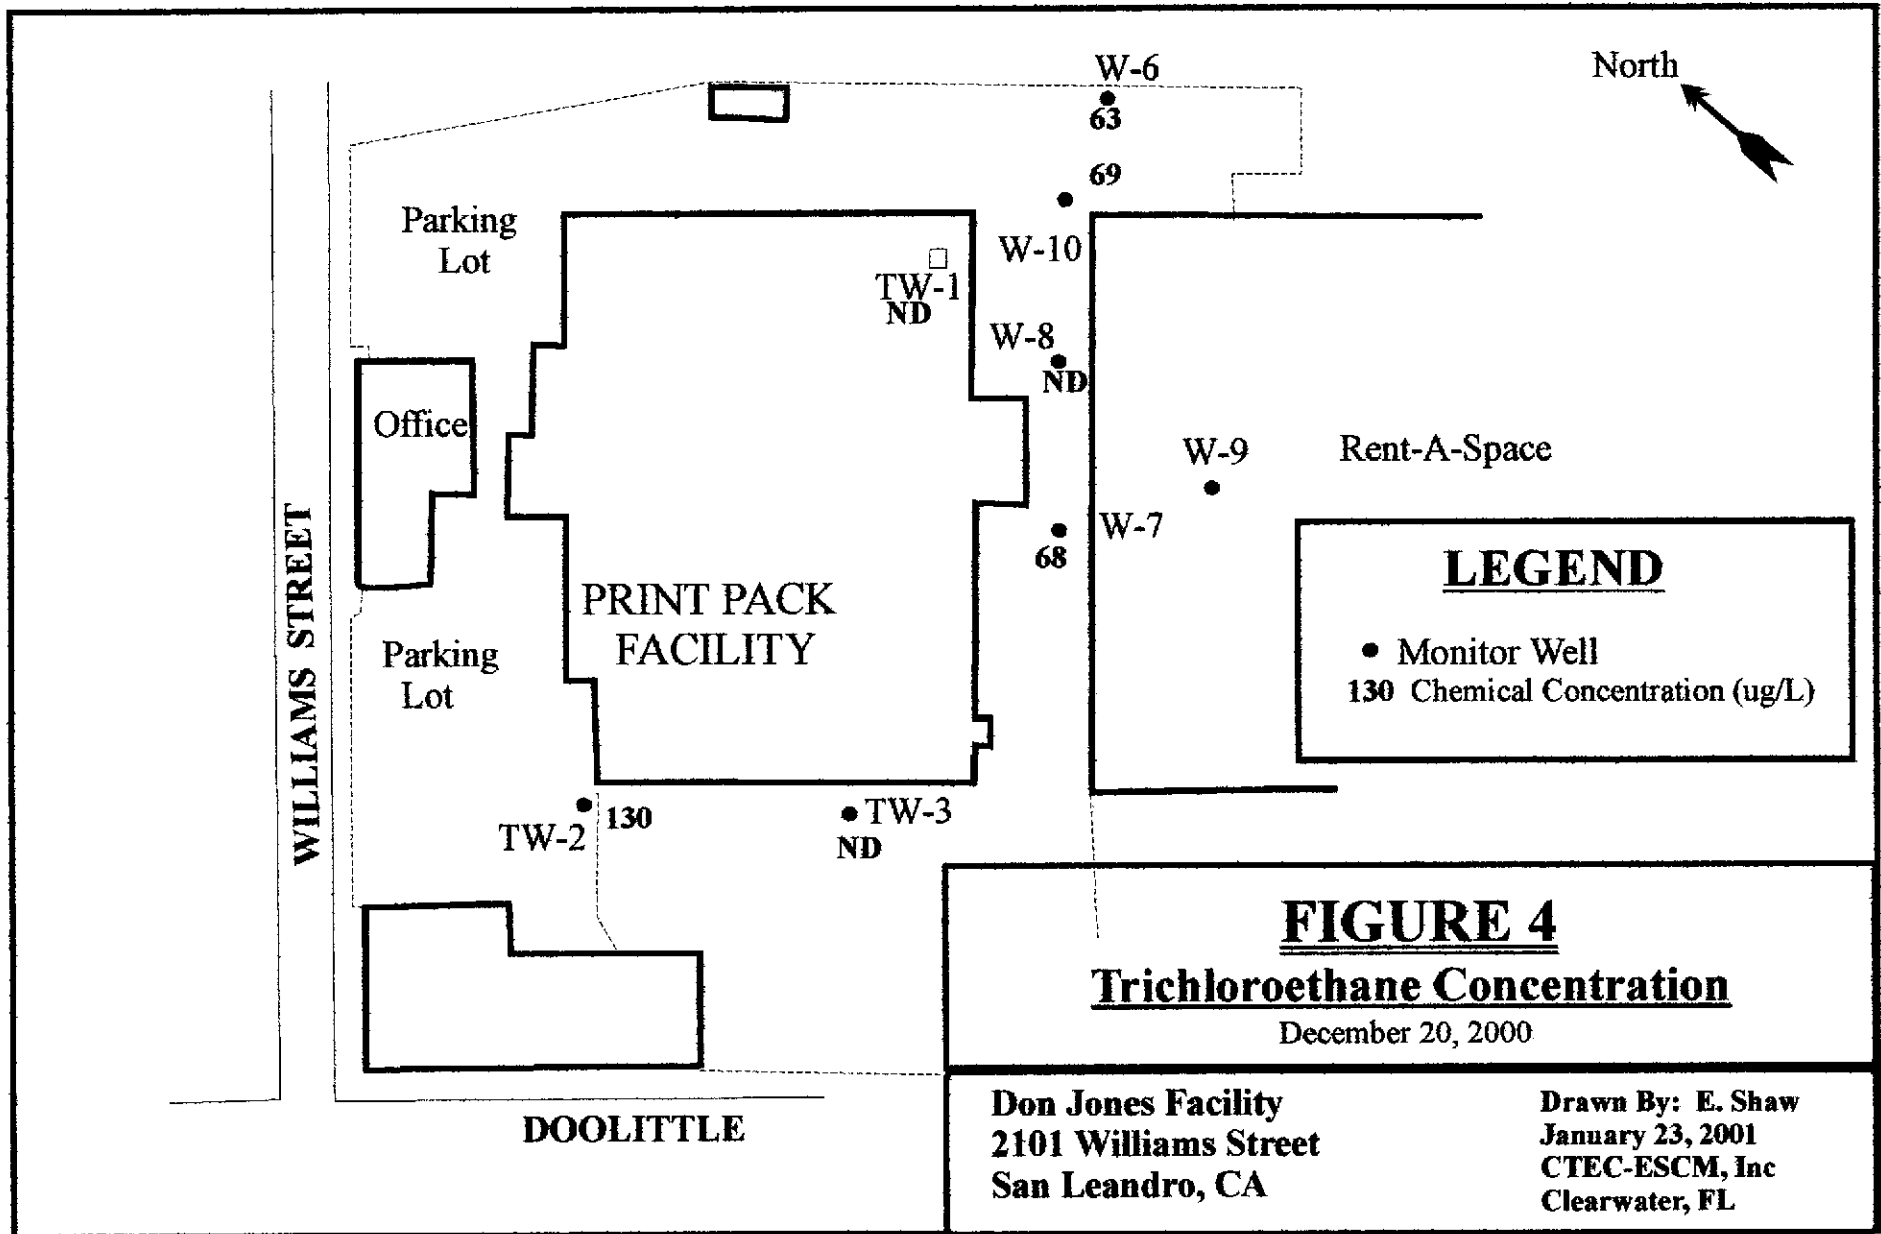 W-6
North
63
69
Parking
Lot
W-10
TW-1
ND
W-8
ND
Office
W-9
Rent-A-Space
W-7
68
WILLIAMS STREET
PRINT PACK
FACILITY
Parking
Lot
LEGEND
Monitor Well
130 Chemical Concentration (ug/L)
130
TW-2
TW-3
ND
FIGURE 4
Trichloroethane Concentration
December 20, 2000
DOOLITTLE
Don Jones Facility
2101 Williams Street
San Leandro, CA
Drawn By: E. Shaw
January 23, 2001
CTEC-ESCM, Inc
Clearwater, FL